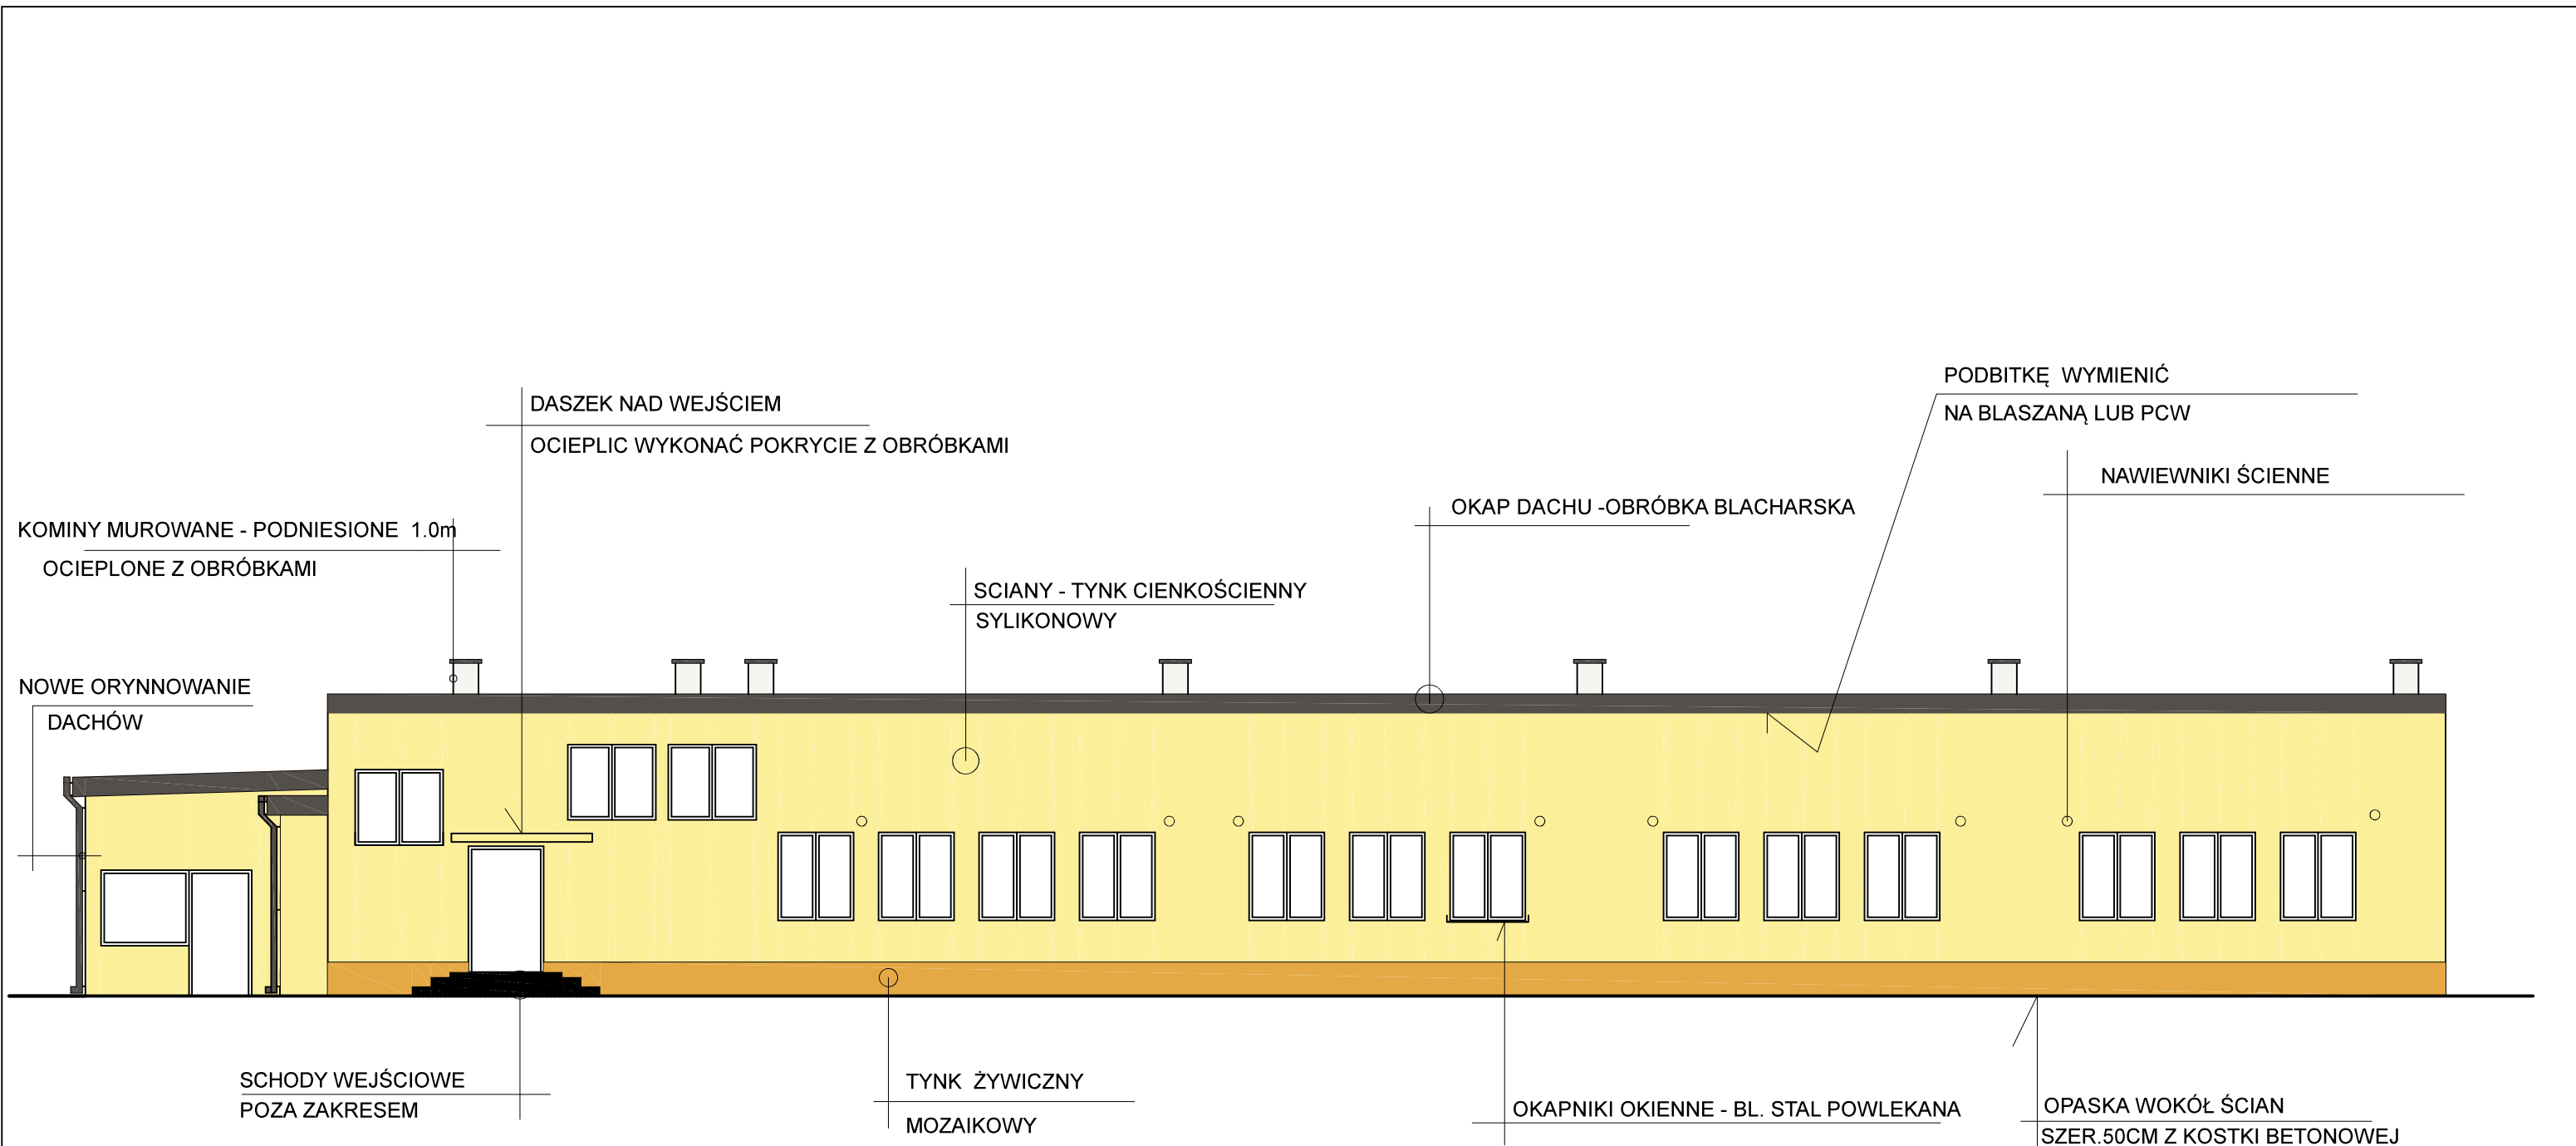 PODBITKĘ WYMIENIĆ
NA BLASZANĄ LUB PCW
DASZEK NAD WEJŚCIEM
OCIEPLIC WYKONAĆ POKRYCIE Z OBRÓBKAMI
NAWIEWNIKI ŚCIENNE
OKAP DACHU -OBRÓBKA BLACHARSKA
KOMINY MUROWANE - PODNIESIONE 1.0m
OCIEPLONE Z OBRÓBKAMI
SCIANY - TYNK CIENKOŚCIENNY
SYLIKONOWY
NOWE ORYNNOWANIE
DACHÓW
SCHODY WEJŚCIOWE
POZA ZAKRESEM
TYNK ŻYWICZNY
MOZAIKOWY
OKAPNIKI OKIENNE - BL. STAL POWLEKANA
OPASKA WOKÓŁ ŚCIAN
SZER.50CM Z KOSTKI BETONOWEJ